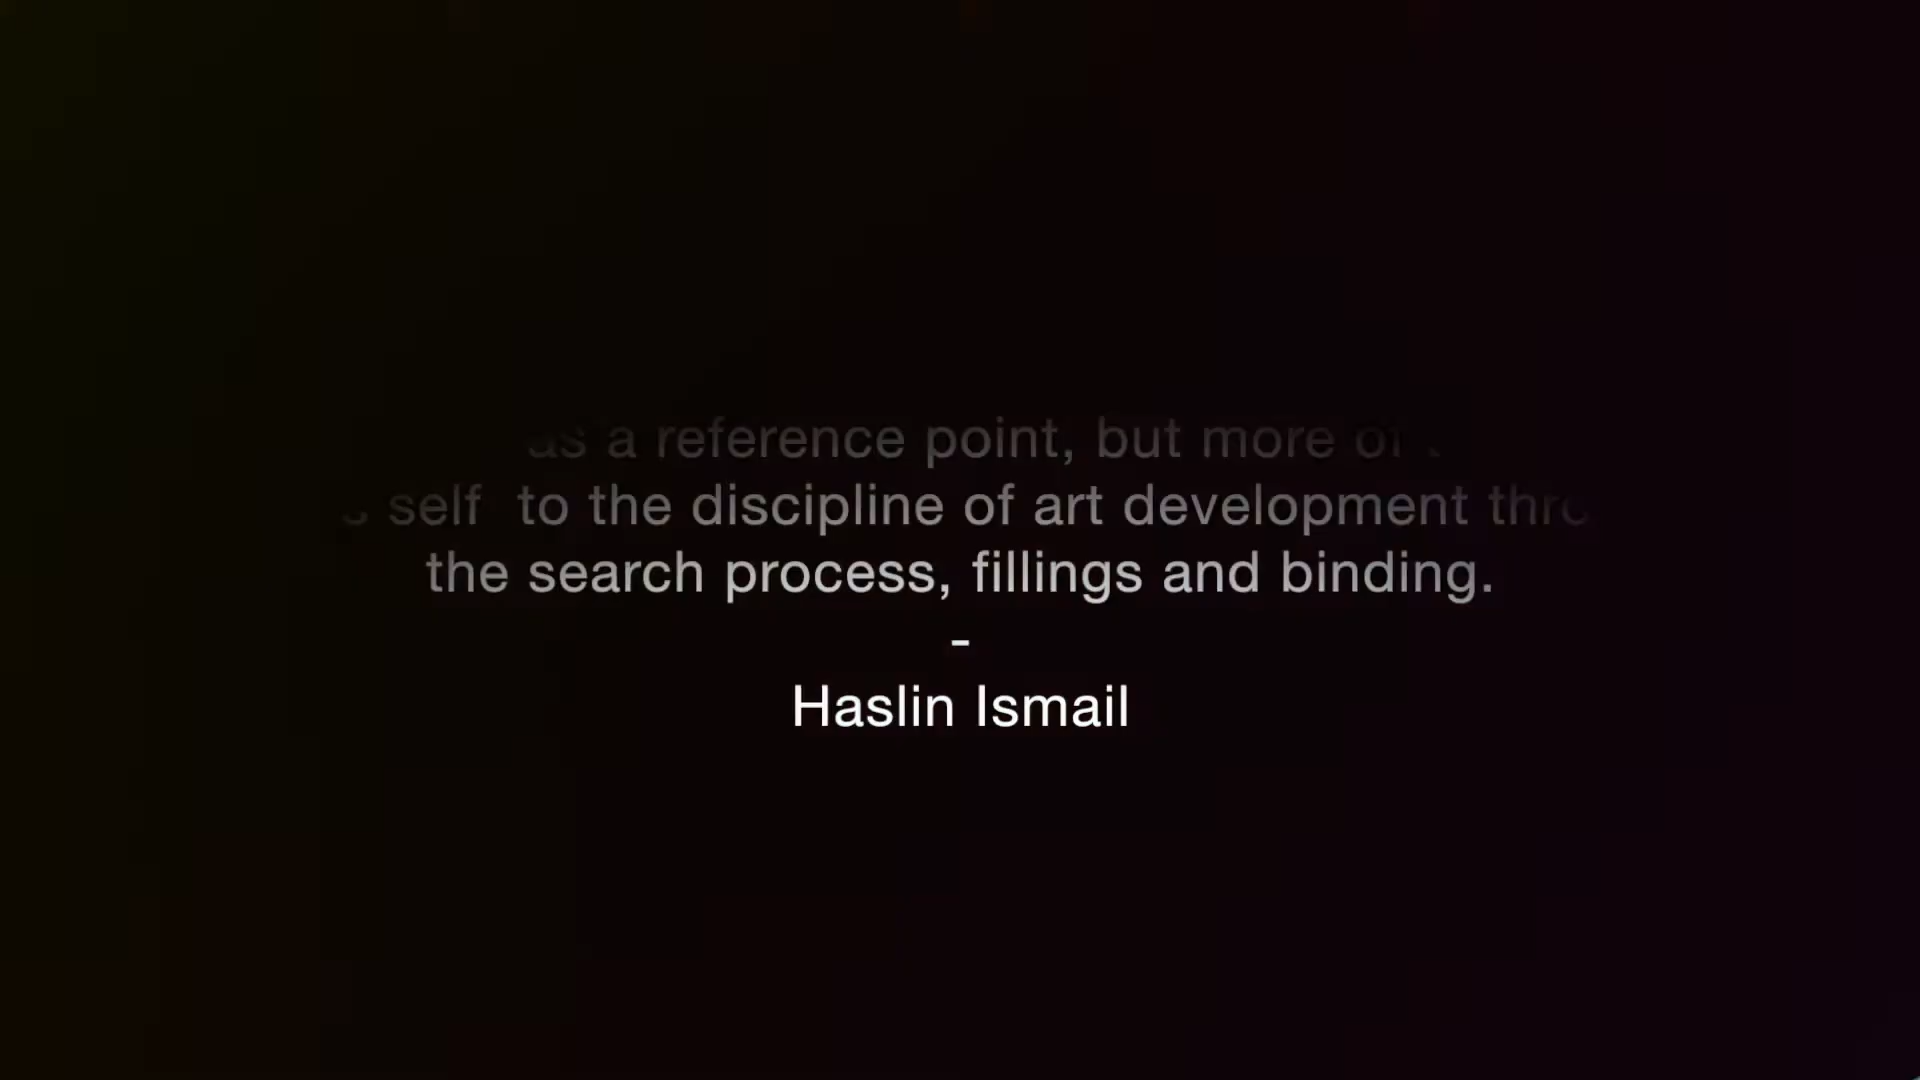 as a reference point, but more of
self to the discipline of art development
the search process, fillings and binding.
-
Haslin Ismail